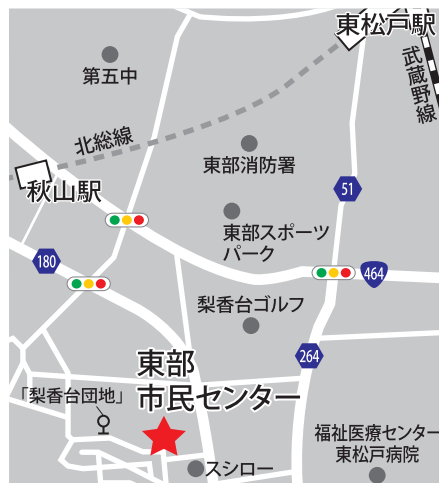 東松戸駅
第五中
武蔵野線
北総線
東部消防署
秋山駅
51
東部スポーツ
パーク
180
464
梨香台ゴルフ
264
東部
市民センター
「梨香台団地」
福祉医療センター
東松戸病院
スシロー